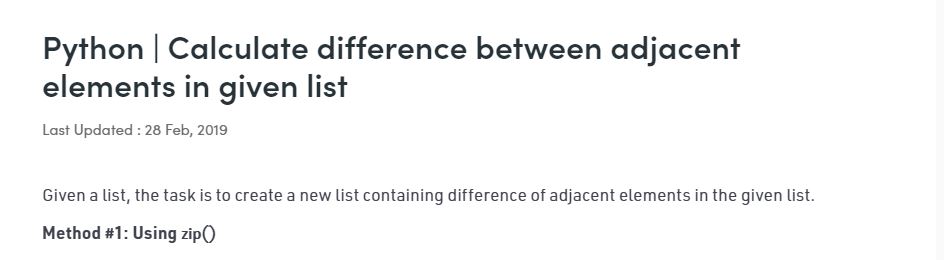 Python | Calculate difference between adjacent
elements in given list
Last Updated : 28 Feb, 2019
Given a list, the task is to create a new list containing difference of adjacent elements in the given list.
Method #1: Using zip()